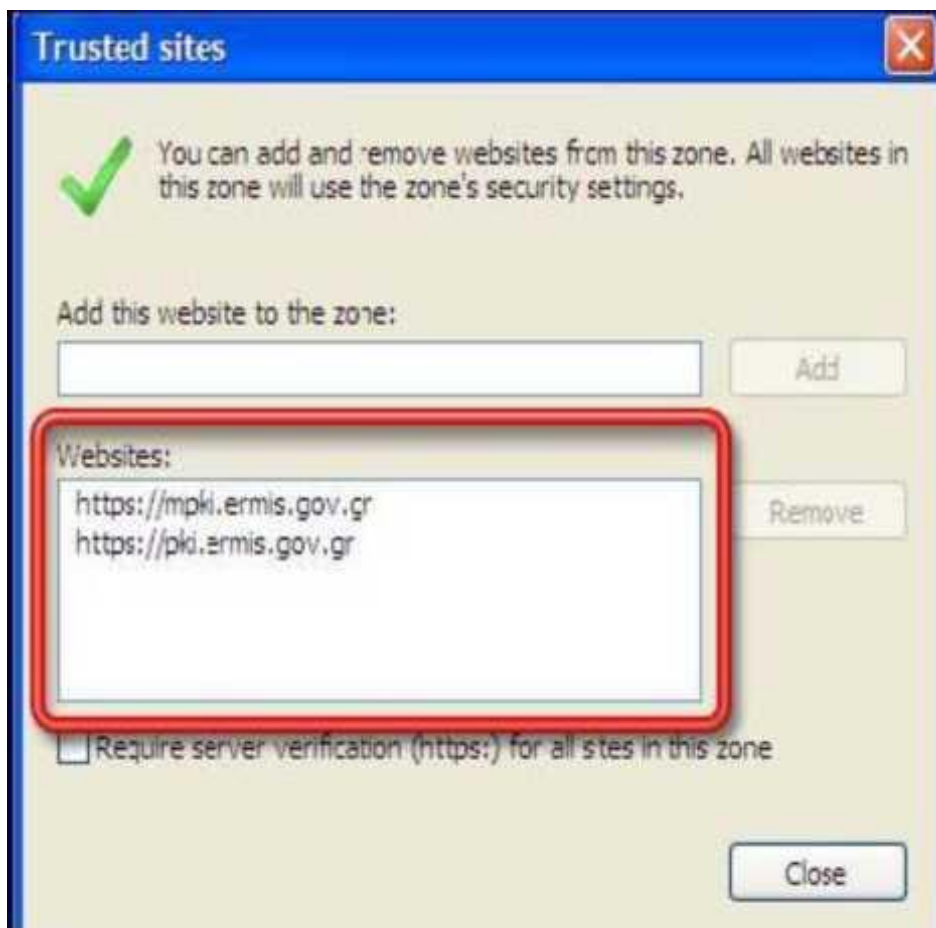 Trusted sites
You can add and remove websites from this zone. All websites in
this zone will use the zone's security settings.
Add this website to the zone:
Add
Websites:
https://mpki.ermis.gov.gr
https://pki.ermis.gov.gr
Remove
Require server verification (https:) for all sites in this zone
Close